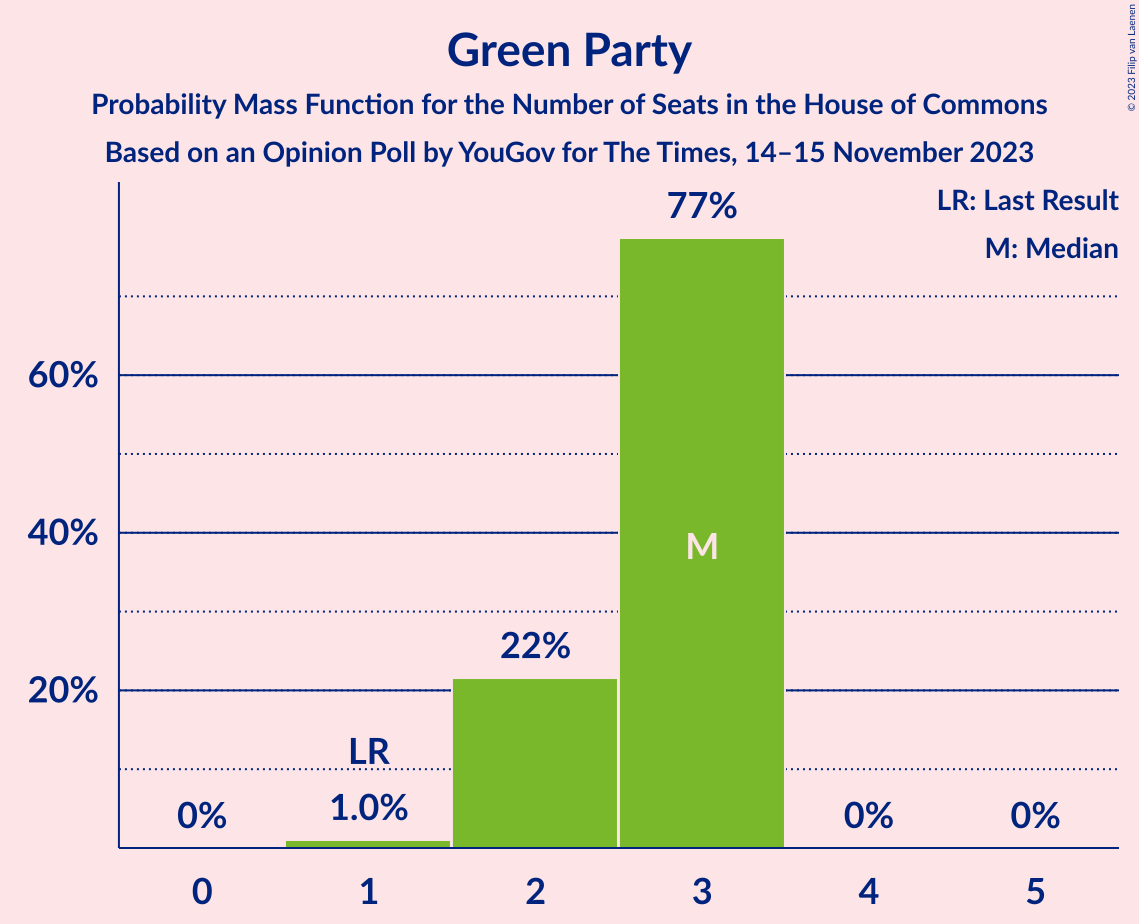 Green Party
Probability Mass Function for the Number of Seats in the House of Commons
Based on an Opinion Poll by YouGov for The Times, 14–15 November 2023
© 2023 Filip van Laenen
LR: Last Result
M: Median
77%
60%
40%
M
22%
20%
LR
0%
1.0%
0%
0%
0
1
2
3
4
5